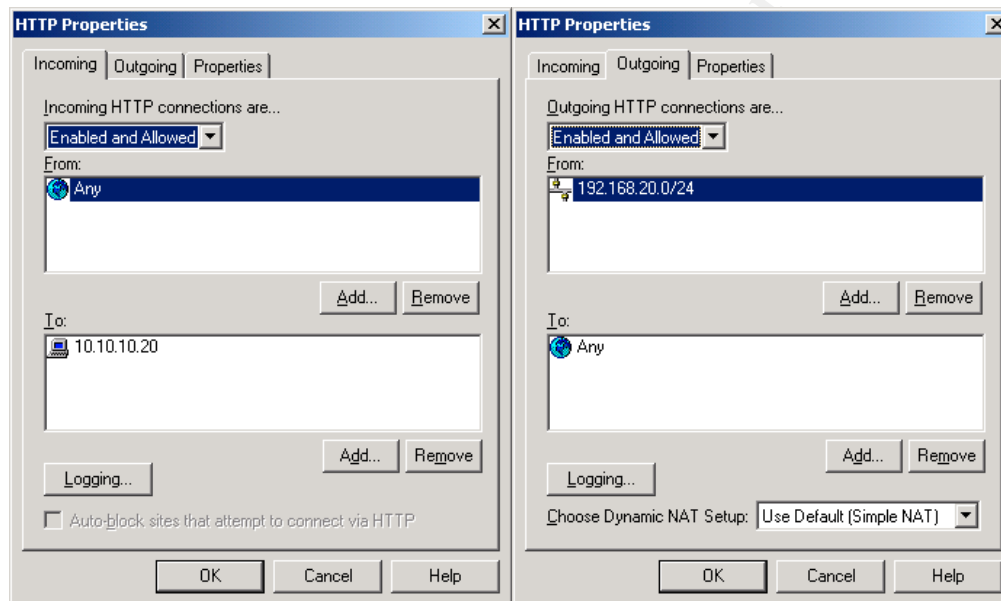 HTTP Properties
Incoming Outgoing Properties
Incoming HTTP connections are...
Enabled and Allowed
From:
Any
Add... Remove
To:
10.10.10.20
Add... Remove
Logging...
Auto-block sites that attempt to connect via HTTP
OK Cancel Help
HTTP Properties
Incoming Outgoing Properties
Outgoing HTTP connections are...
Enabled and Allowed
From:
192.168.20.0/24
Add... Remove
To:
Any
Add... Remove
Logging...
Choose Dynamic NAT Setup: Use Default (Simple NAT)
OK Cancel Help